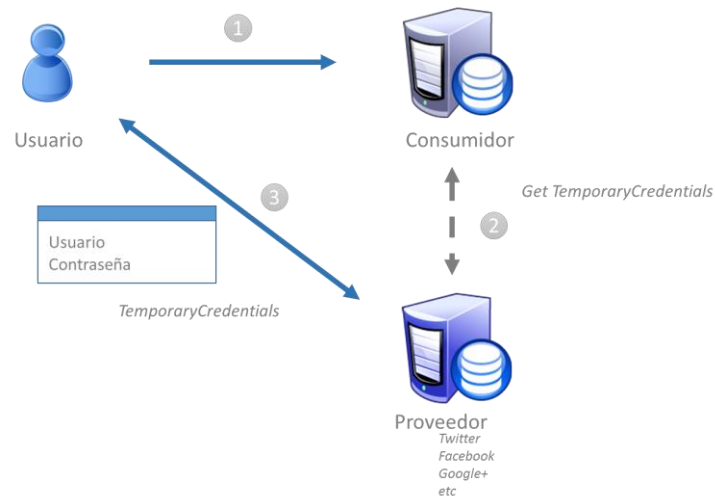 1
Usuario
Consumidor
Get TemporaryCredentials
2
3
Usuario
Contraseña
TemporaryCredentials
Proveedor
Twitter
Facebook
Google+
etc